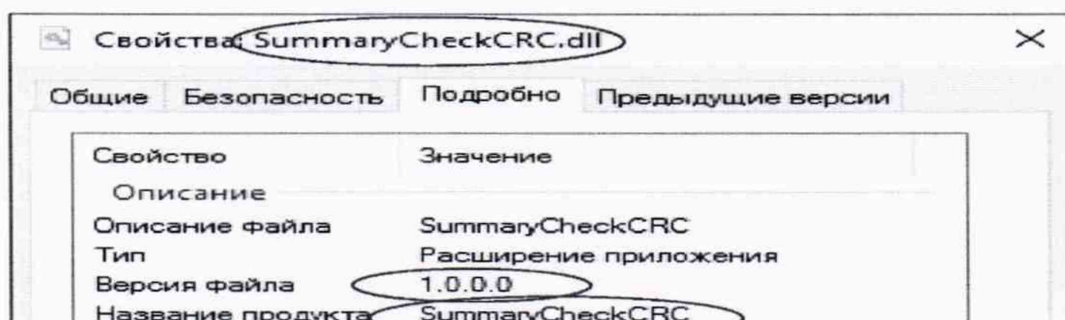 Свойства: SummaryCheckCRC.dll
Общие Безопасность Подробно Предыдущие версии
Свойство Значение
Описание
Описание файла SummaryCheckCRC
Тип Расширение приложения
Версия файла 1.0.0.0
Название продукта SummaryCheckCRC